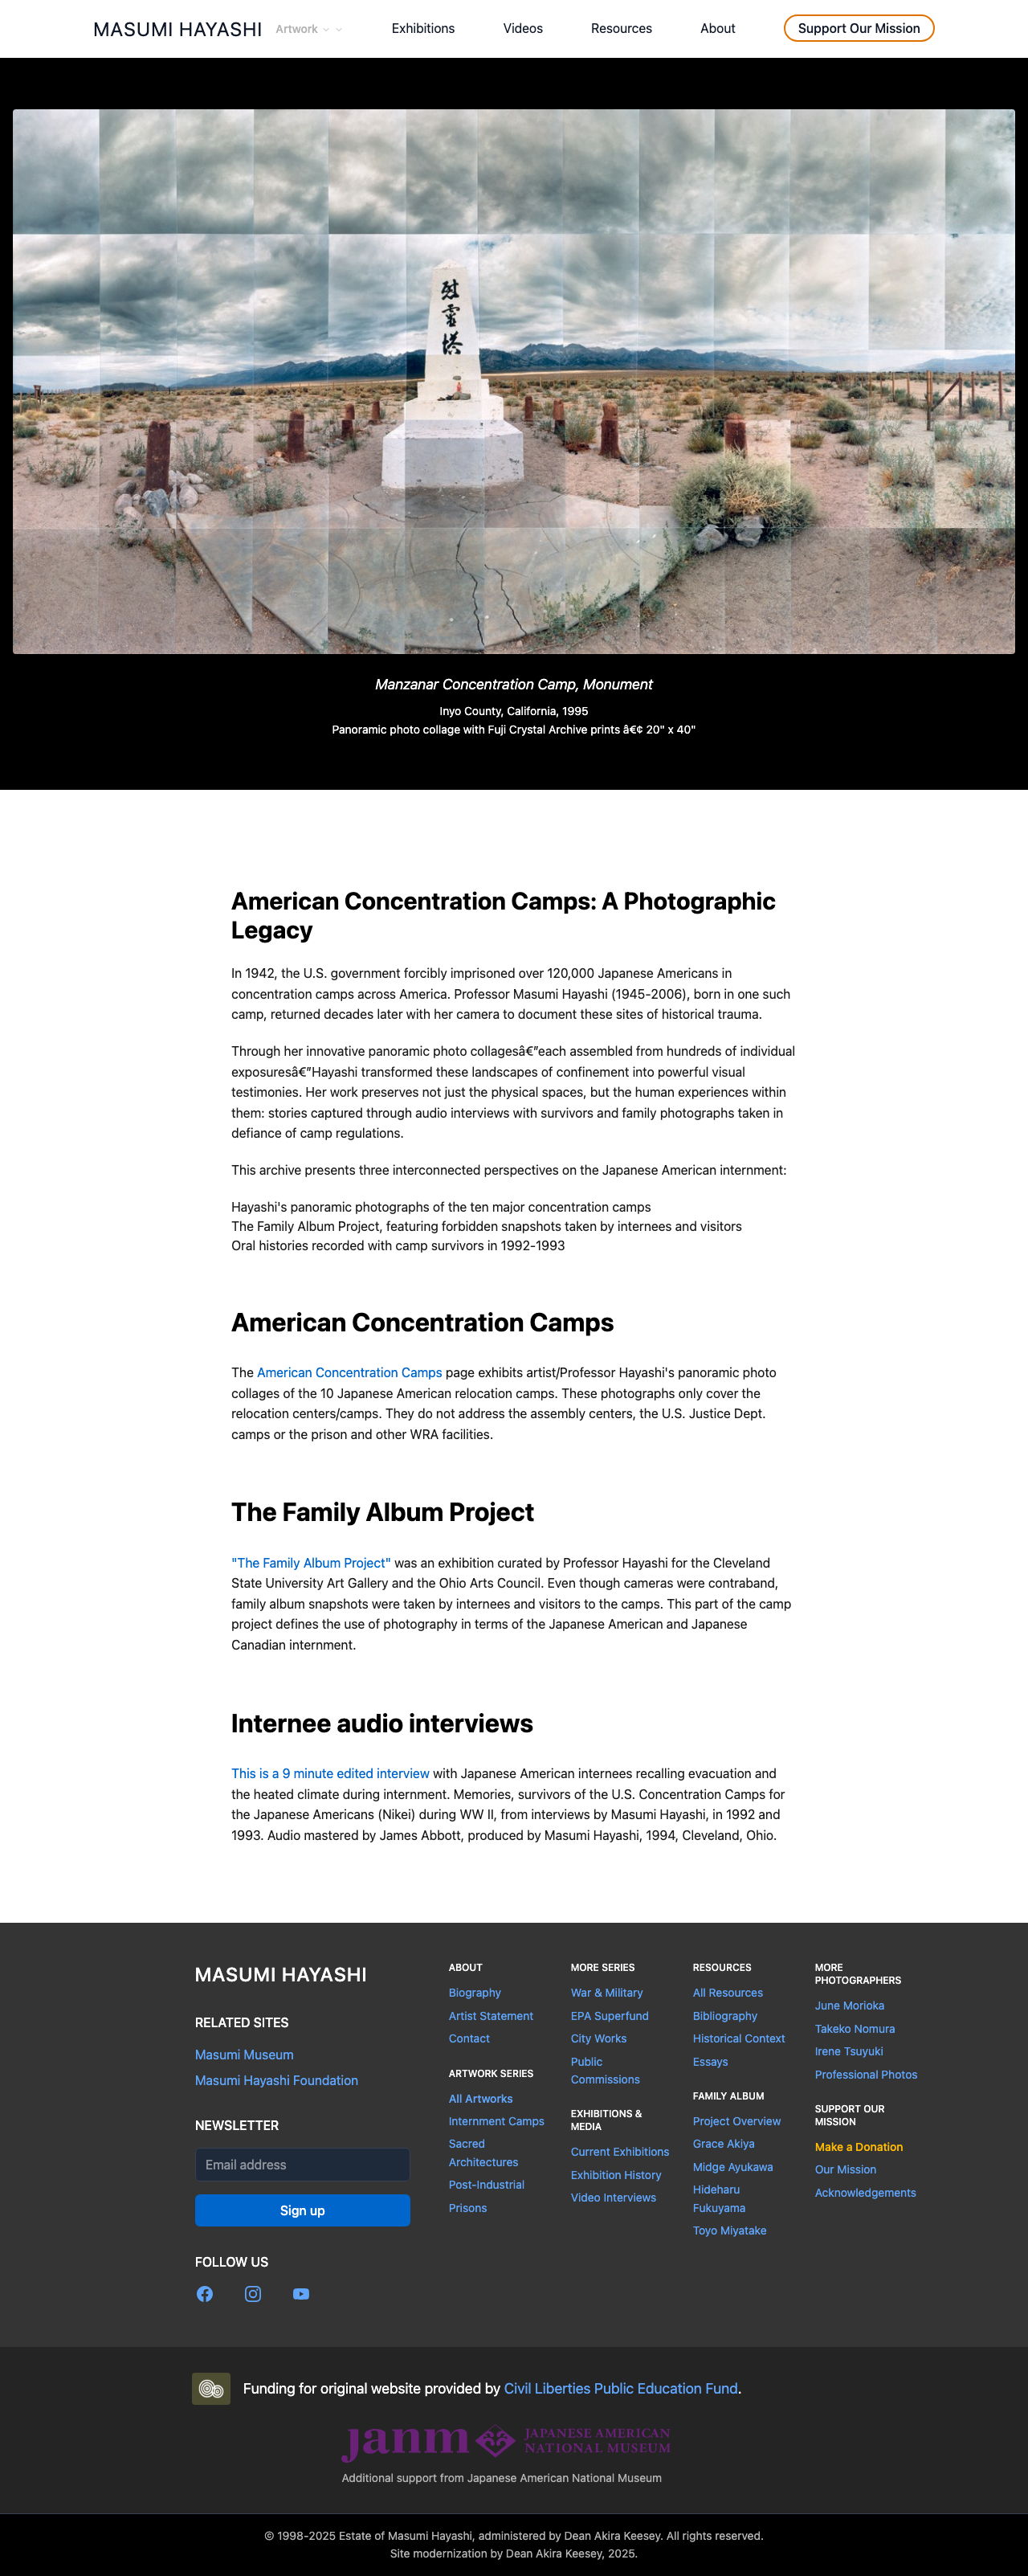 MASUMI HAYASHI
Artwork
Exhibitions
Videos
Resources
About
Support Our Mission
慰
霊
塔
Manzanar Concentration Camp, Monument
Inyo County, California, 1995
Panoramic photo collage with Fuji Crystal Archive prints â€¢ 20" x 40"
American Concentration Camps: A Photographic
Legacy
In 1942, the U.S. government forcibly imprisoned over 120,000 Japanese Americans in
concentration camps across America. Professor Masumi Hayashi (1945-2006), born in one such
camp, returned decades later with her camera to document these sites of historical trauma.
Through her innovative panoramic photo collagesâ€”each assembled from hundreds of individual
exposuresâ€”Hayashi transformed these landscapes of confinement into powerful visual
testimonies. Her work preserves not just the physical spaces, but the human experiences within
them: stories captured through audio interviews with survivors and family photographs taken in
defiance of camp regulations.
This archive presents three interconnected perspectives on the Japanese American internment:
Hayashi's panoramic photographs of the ten major concentration camps
The Family Album Project, featuring forbidden snapshots taken by internees and visitors
Oral histories recorded with camp survivors in 1992-1993
American Concentration Camps
The American Concentration Camps page exhibits artist/Professor Hayashi's panoramic photo
collages of the 10 Japanese American relocation camps. These photographs only cover the
relocation centers/camps. They do not address the assembly centers, the U.S. Justice Dept.
camps or the prison and other WRA facilities.
The Family Album Project
"The Family Album Project" was an exhibition curated by Professor Hayashi for the Cleveland
State University Art Gallery and the Ohio Arts Council. Even though cameras were contraband,
family album snapshots were taken by internees and visitors to the camps. This part of the camp
project defines the use of photography in terms of the Japanese American and Japanese
Canadian internment.
Internee audio interviews
This is a 9 minute edited interview with Japanese American internees recalling evacuation and
the heated climate during internment. Memories, survivors of the U.S. Concentration Camps for
the Japanese Americans (Nikei) during WW II, from interviews by Masumi Hayashi, in 1992 and
1993. Audio mastered by James Abbott, produced by Masumi Hayashi, 1994, Cleveland, Ohio.
MASUMI HAYASHI
RELATED SITES
Masumi Museum
Masumi Hayashi Foundation
NEWSLETTER
Email address
Sign up
FOLLOW US
ABOUT
Biography
Artist Statement
Contact
ARTWORK SERIES
All Artworks
Internment Camps
Sacred
Architectures
Post-Industrial
Prisons
MORE SERIES
War & Military
EPA Superfund
City Works
Public
Commissions
EXHIBITIONS &
MEDIA
Current Exhibitions
Exhibition History
Video Interviews
RESOURCES
All Resources
Bibliography
Historical Context
Essays
FAMILY ALBUM
Project Overview
Grace Akiya
Midge Ayukawa
Hideharu
Fukuyama
Toyo Miyatake
MORE
PHOTOGRAPHERS
June Morioka
Takeko Nomura
Irene Tsuyuki
Professional Photos
SUPPORT OUR
MISSION
Make a Donation
Our Mission
Acknowledgements
Funding for original website provided by Civil Liberties Public Education Fund.
janm
JAPANESE AMERICAN
NATIONAL MUSEUM
Additional support from Japanese American National Museum
© 1998-2025 Estate of Masumi Hayashi, administered by Dean Akira Keesey. All rights reserved.
Site modernization by Dean Akira Keesey, 2025.